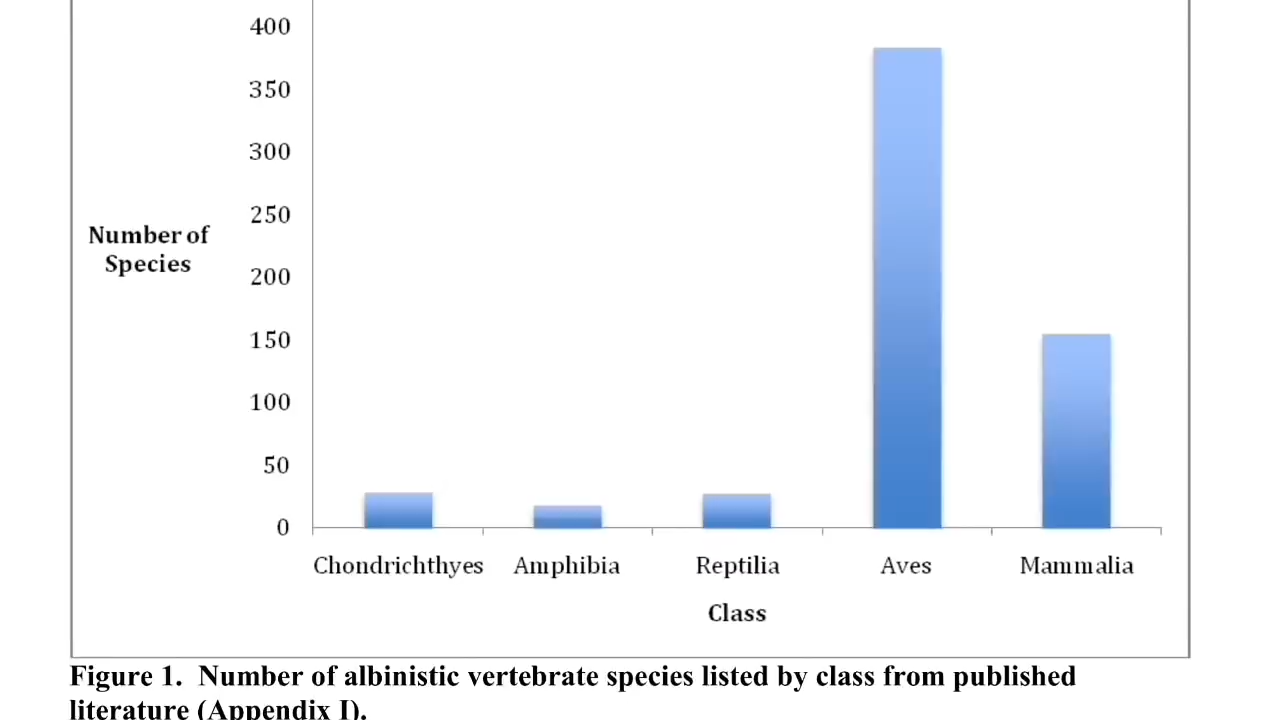 400
350
300
250
Number of
Species
200
150
100
50
0
Chondrichthyes Amphibia Reptilia Aves Mammalia
Class
Figure 1. Number of albinistic vertebrate species listed by class from published
literature (Appendix I).